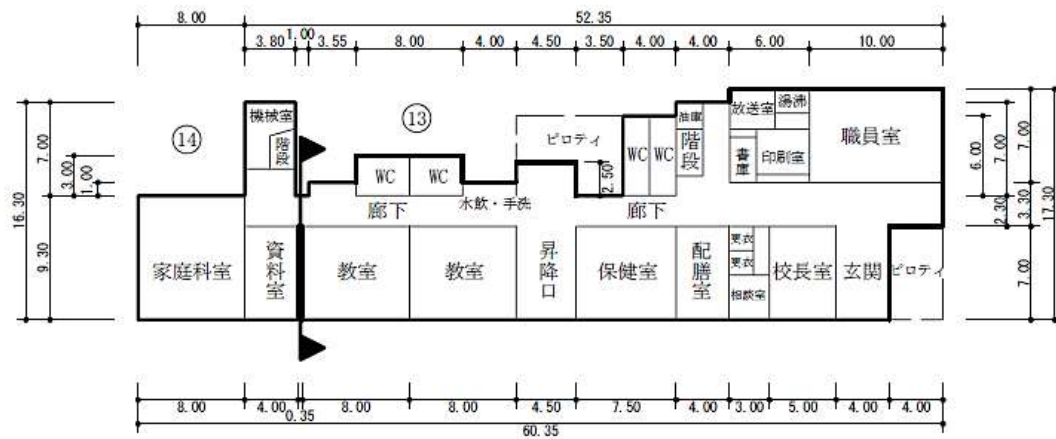 8.00 52.35
3.80 1.00 3.55 8.00 4.00 4.50 3.50 4.00 4.00 6.00 10.00
機械室
階段
⑭
⑬
ピロティ
油庫
階段
放送室
湯沸
書庫
印刷室
職員室
WC WC
WC WC
2.50
水飲・手洗
廊下
廊下
家庭科室
資料室
教室
教室
昇降口
保健室
配膳室
更衣
更衣
相談室
校長室
玄関
ピロティ
16.30
7.00
9.30
3.00
1.00
6.00
7.00
2.30
7.00
3.30
7.00
17.30
8.00 4.00 0.35 8.00 8.00 4.50 7.50 4.00 3.00 5.00 4.00 4.00
60.35